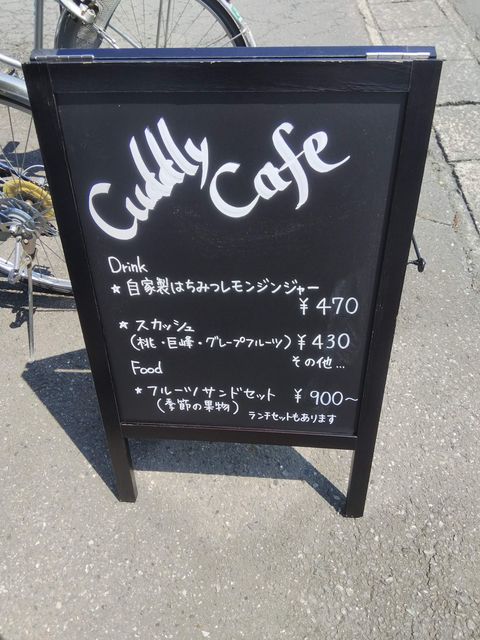 Cuddly Cafe
Drink
★ 自家製はちみつレモンジンジャー
¥470
★ スカッシュ
(桃・巨峰・グレープフルーツ) ¥430
その他...
Food
★ フルーツサンドセット ¥900~
(季節の果物) ランチセットもあります